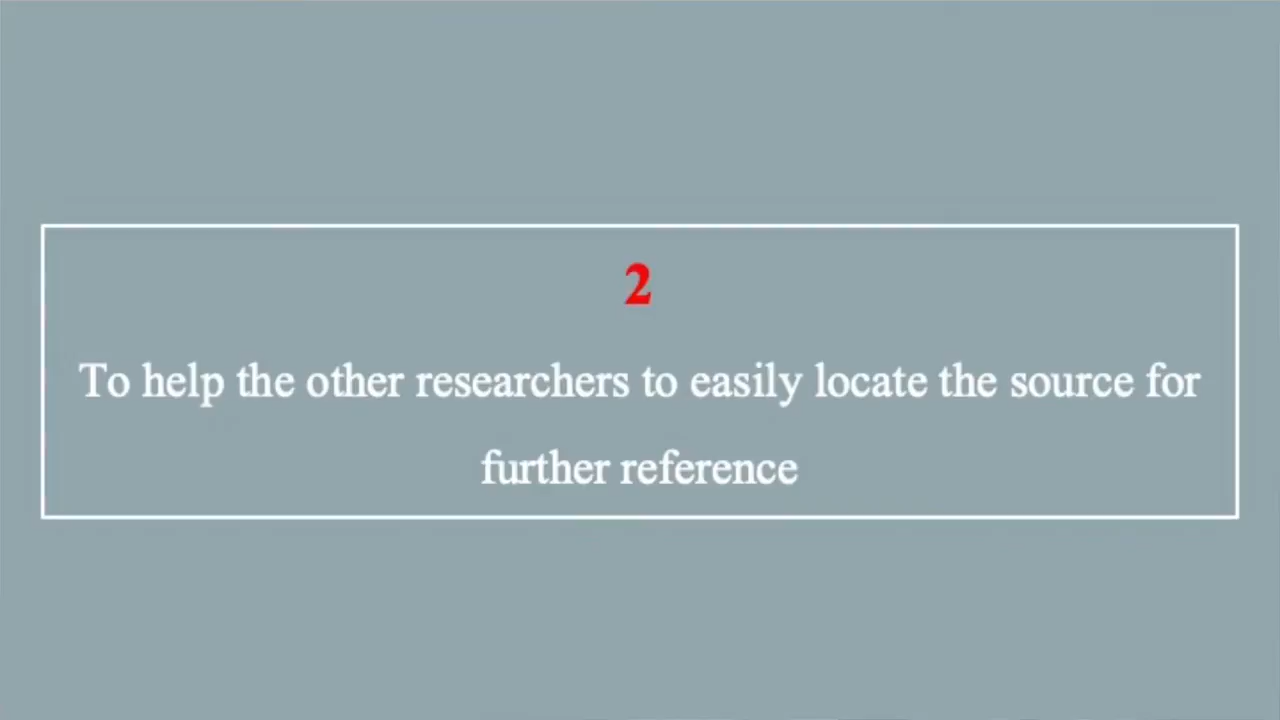 2
To help the other researchers to easily locate the source for
further reference